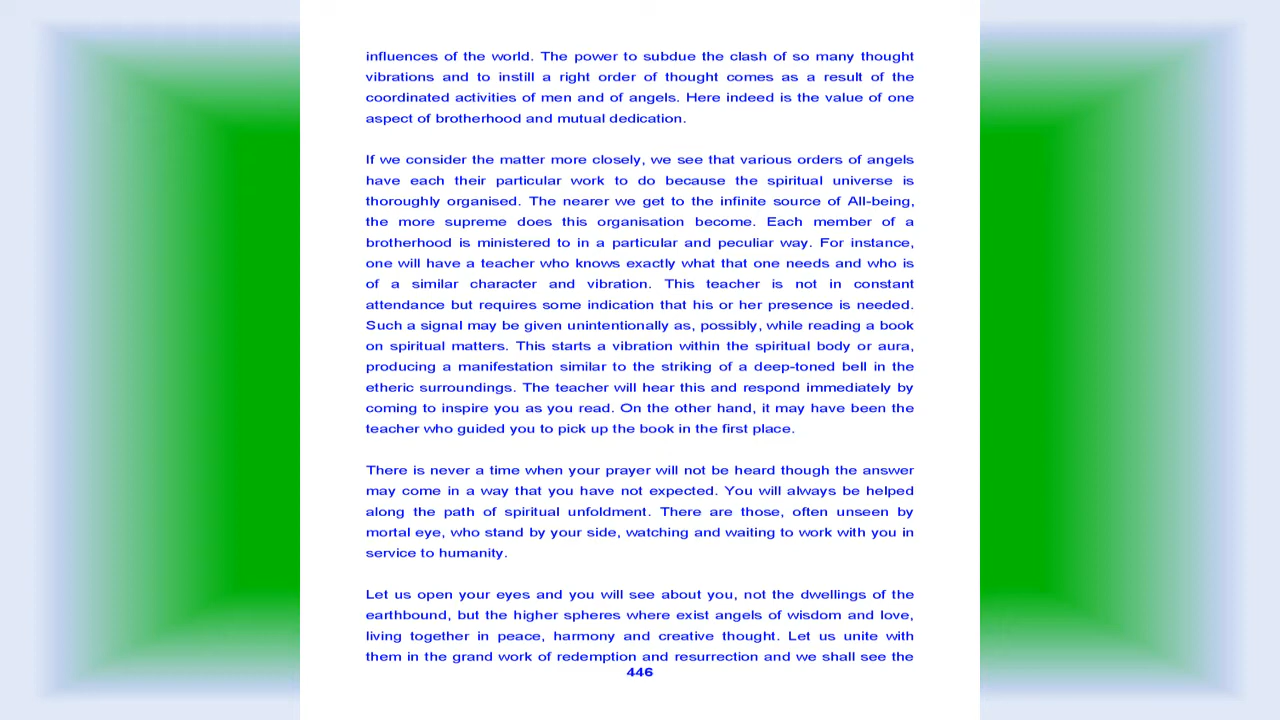 influences of the world. The power to subdue the clash of so many thought
vibrations and to instill a right order of thought comes as a result of the
coordinated activities of men and of angels. Here indeed is the value of one
aspect of brotherhood and mutual dedication.
If we consider the matter more closely, we see that various orders of angels
have each their particular work to do because the spiritual universe is
thoroughly organised. The nearer we get to the infinite source of All-being,
the more supreme does this organisation become. Each member of a
brotherhood is ministered to in a particular and peculiar way. For instance,
one will have a teacher who knows exactly what that one needs and who is
of a similar character and vibration. This teacher is not in constant
attendance but requires some indication that his or her presence is needed.
Such a signal may be given unintentionally as, possibly, while reading a book
on spiritual matters. This starts a vibration within the spiritual body or aura,
producing a manifestation similar to the striking of a deep-toned bell in the
etheric surroundings. The teacher will hear this and respond immediately by
coming to inspire you as you read. On the other hand, it may have been the
teacher who guided you to pick up the book in the first place.
There is never a time when your prayer will not be heard though the answer
may come in a way that you have not expected. You will always be helped
along the path of spiritual unfoldment. There are those, often unseen by
mortal eye, who stand by your side, watching and waiting to work with you in
service to humanity.
Let us open your eyes and you will see about you, not the dwellings of the
earthbound, but the higher spheres where exist angels of wisdom and love,
living together in peace, harmony and creative thought. Let us unite with
them in the grand work of redemption and resurrection and we shall see the
446